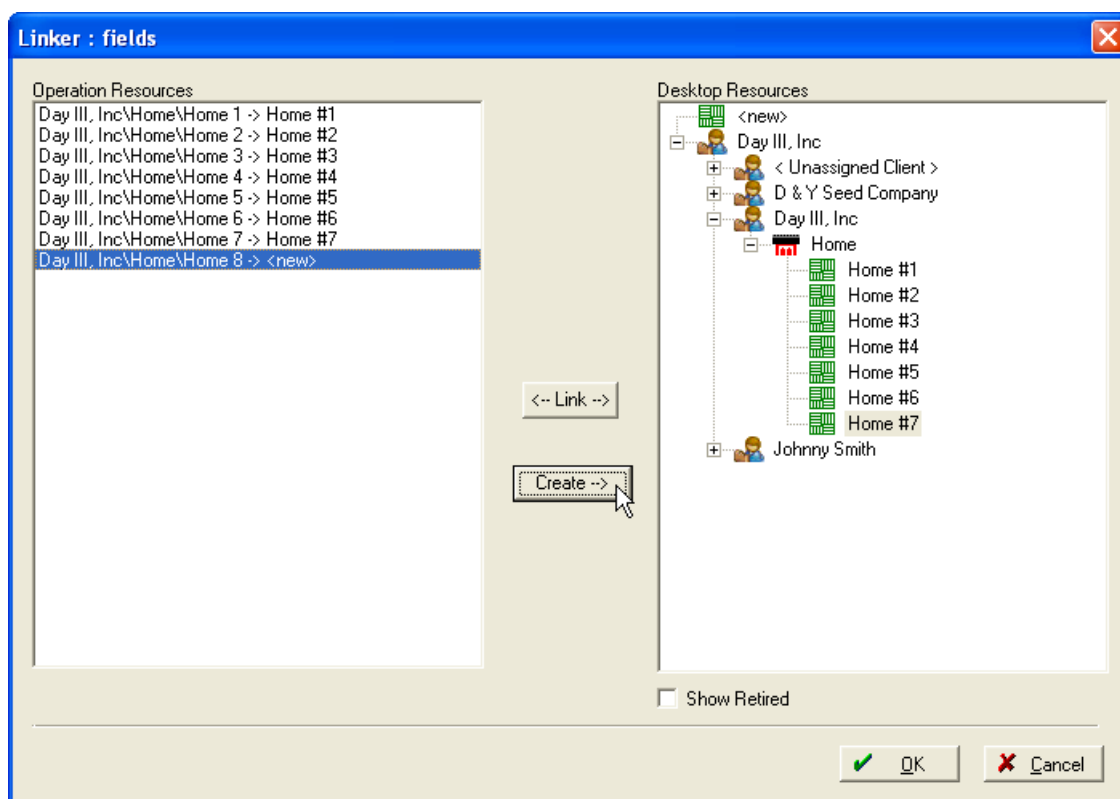 Linker : fields
Operation Resources
Day III, Inc\Home\Home 1 -> Home #1
Day III, Inc\Home\Home 2 -> Home #2
Day III, Inc\Home\Home 3 -> Home #3
Day III, Inc\Home\Home 4 -> Home #4
Day III, Inc\Home\Home 5 -> Home #5
Day III, Inc\Home\Home 6 -> Home #6
Day III, Inc\Home\Home 7 -> Home #7
Day III, Inc\Home\Home 8 -> <new>
<-- Link -->
Create -->
Desktop Resources
<new>
Day III, Inc
< Unassigned Client >
D & Y Seed Company
Day III, Inc
Home
Home #1
Home #2
Home #3
Home #4
Home #5
Home #6
Home #7
Johnny Smith
Show Retired
OK
Cancel